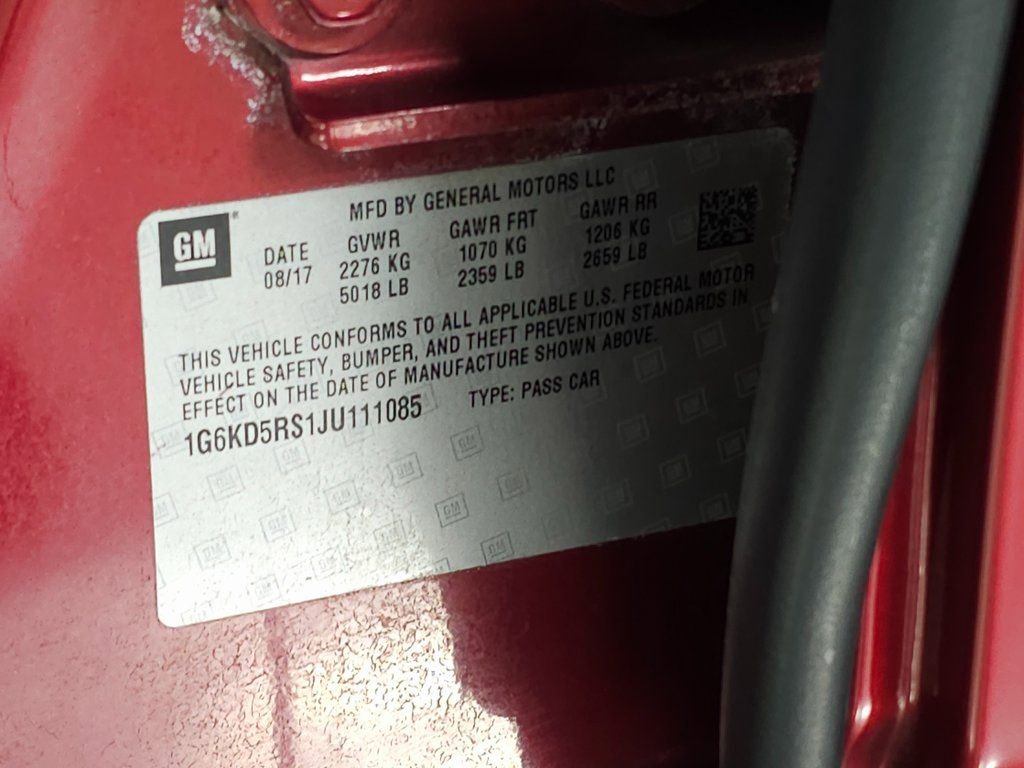 GM
MFD BY GENERAL MOTORS LLC
DATE GVWR GAWR FRT GAWR RR
08/17 2276 KG 1070 KG 1206 KG
5018 LB 2359 LB 2659 LB
THIS VEHICLE CONFORMS TO ALL APPLICABLE U.S. FEDERAL MOTOR
VEHICLE SAFETY, BUMPER, AND THEFT PREVENTION STANDARDS IN
EFFECT ON THE DATE OF MANUFACTURE SHOWN ABOVE.
1G6KD5RS1JU111085 TYPE: PASS CAR